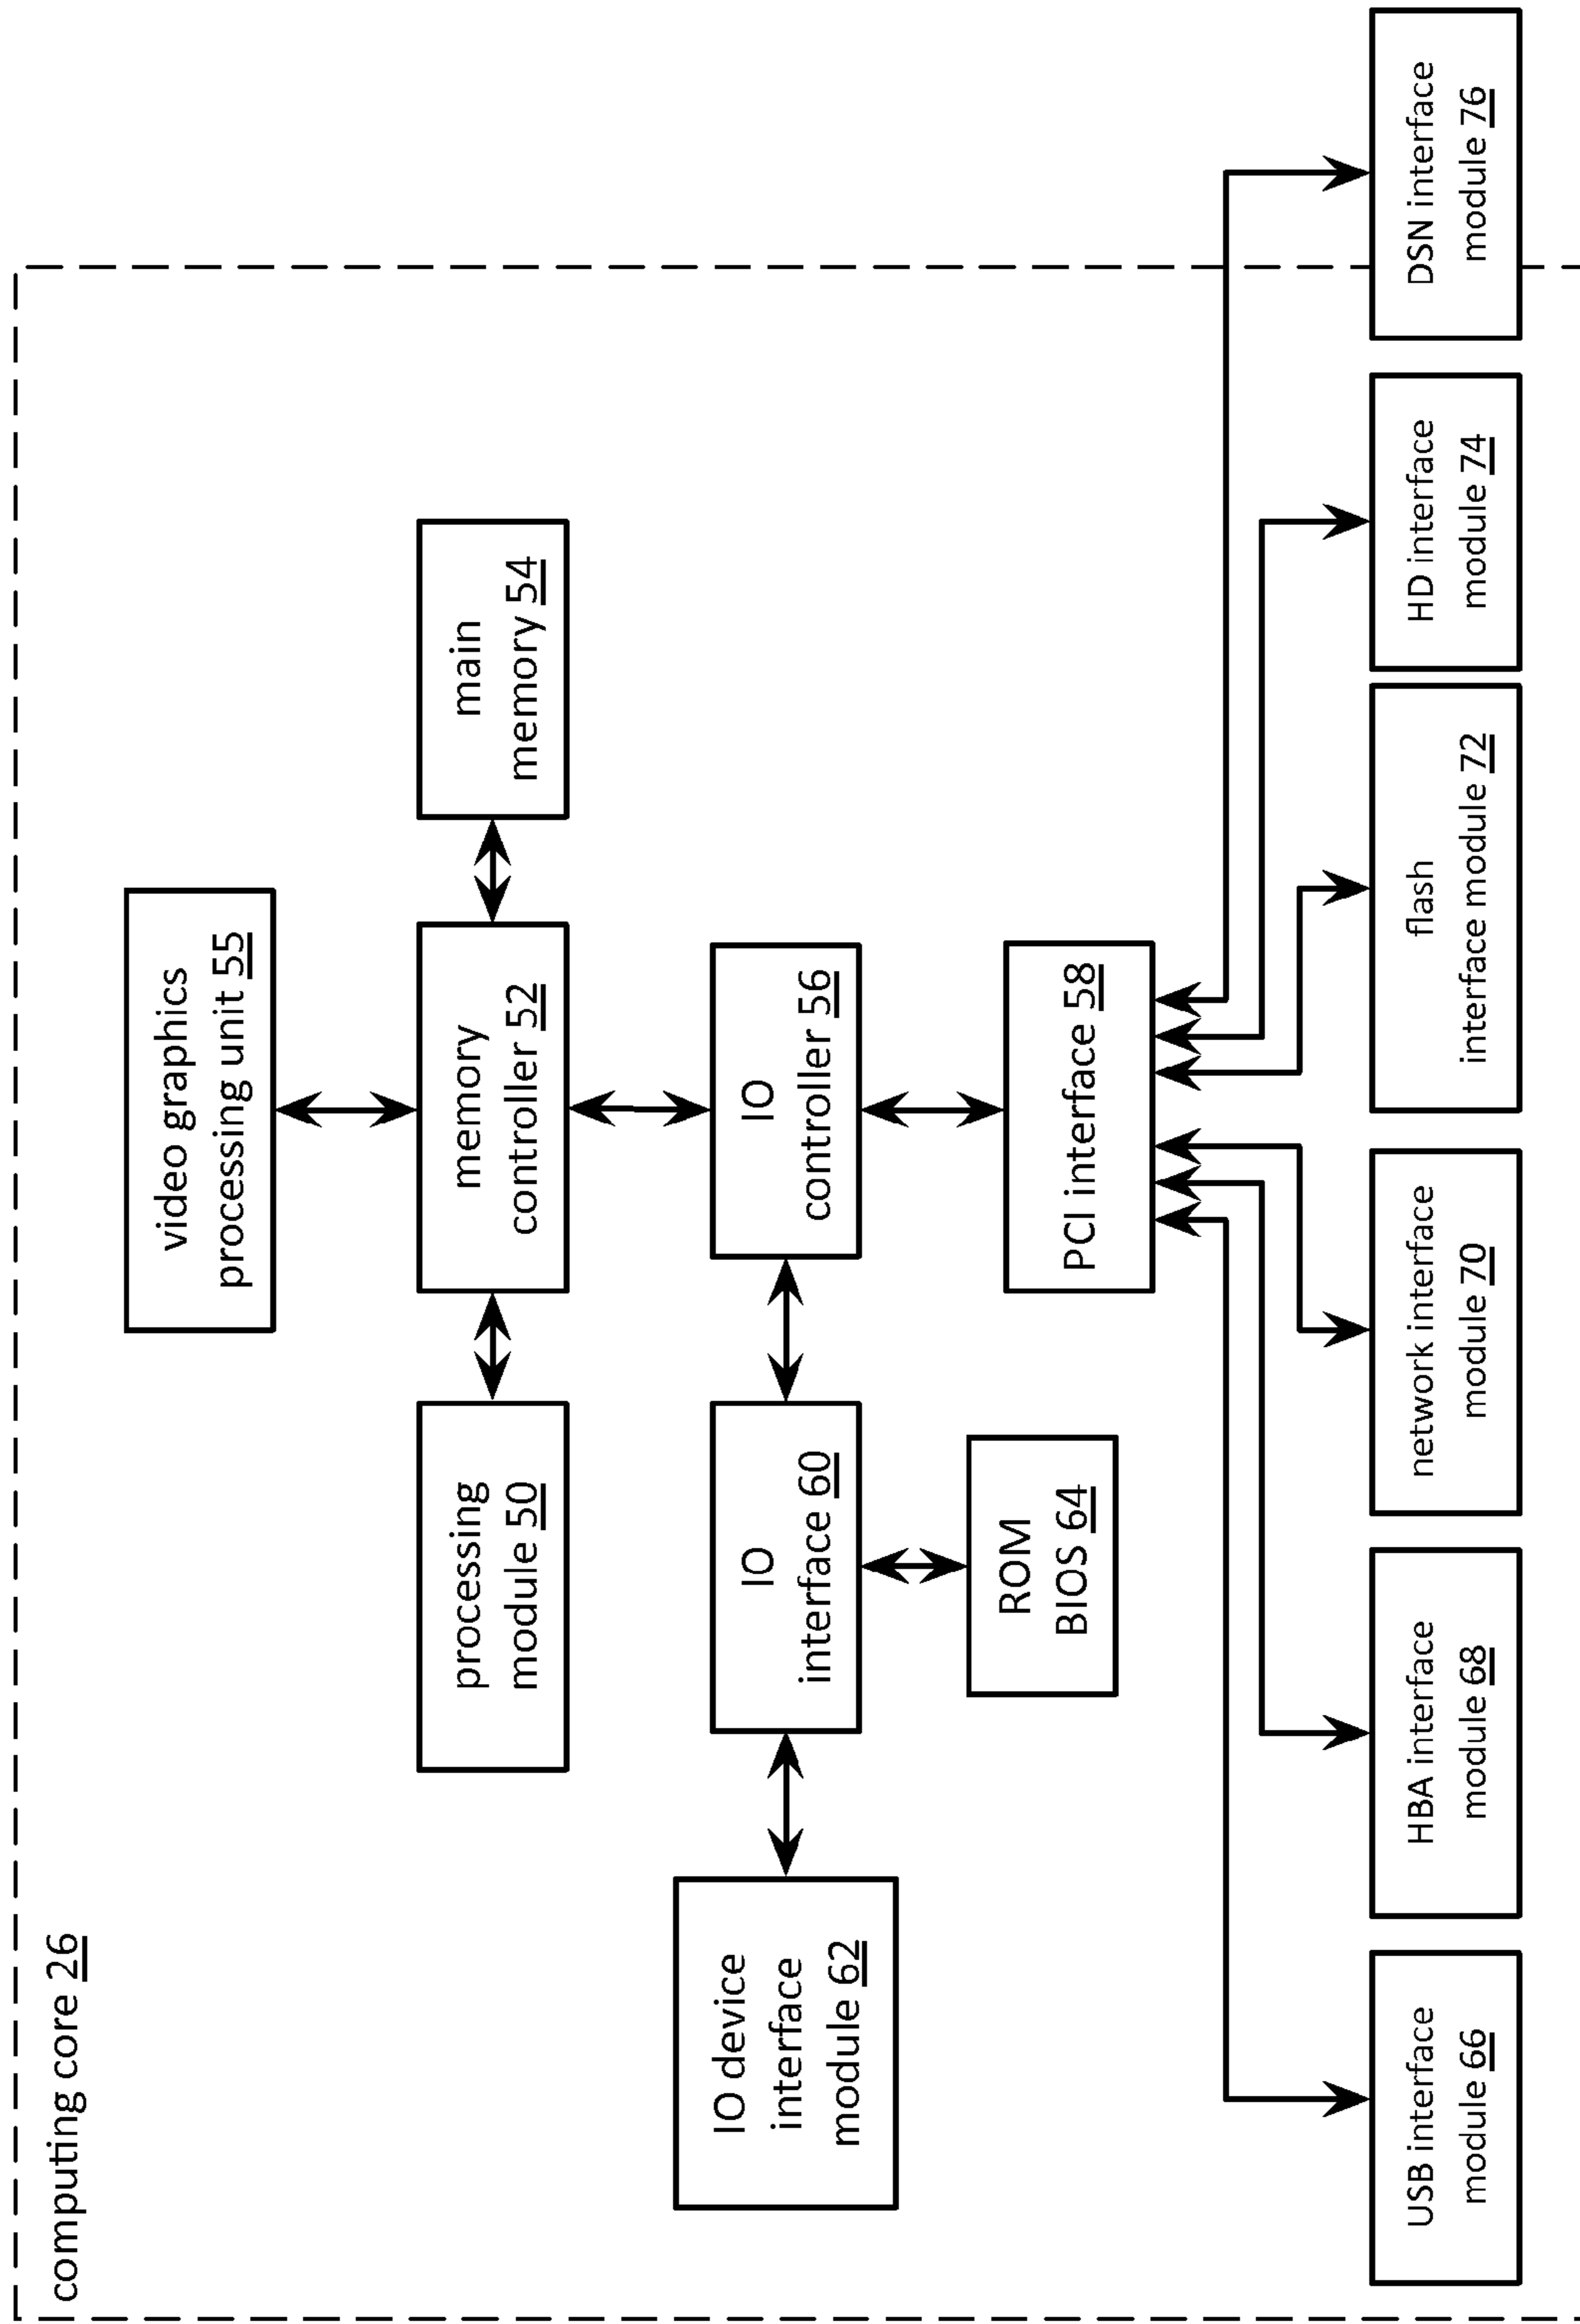 computing core 26
video graphics
processing unit 55
processing
module 50
memory
controller 52
main
memory 54
IO device
interface
module 62
IO
interface 60
IO
controller 56
ROM
BIOS 64
PCI interface 58
USB interface
module 66
HBA interface
module 68
network interface
module 70
flash
interface module 72
HD interface
module 74
DSN interface
module 76